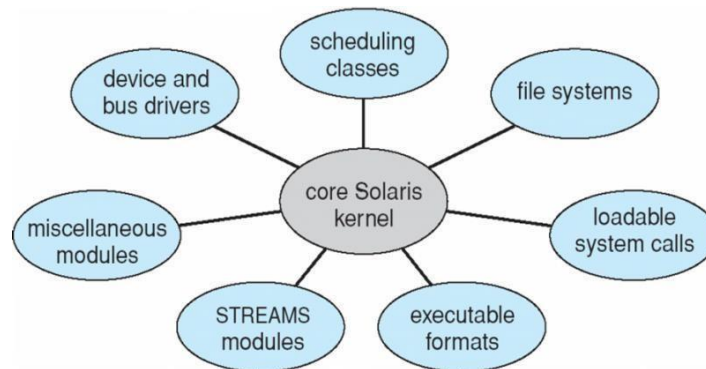 scheduling
classes
device and
bus drivers
file systems
core Solaris
kernel
miscellaneous
modules
loadable
system calls
STREAMS
modules
executable
formats